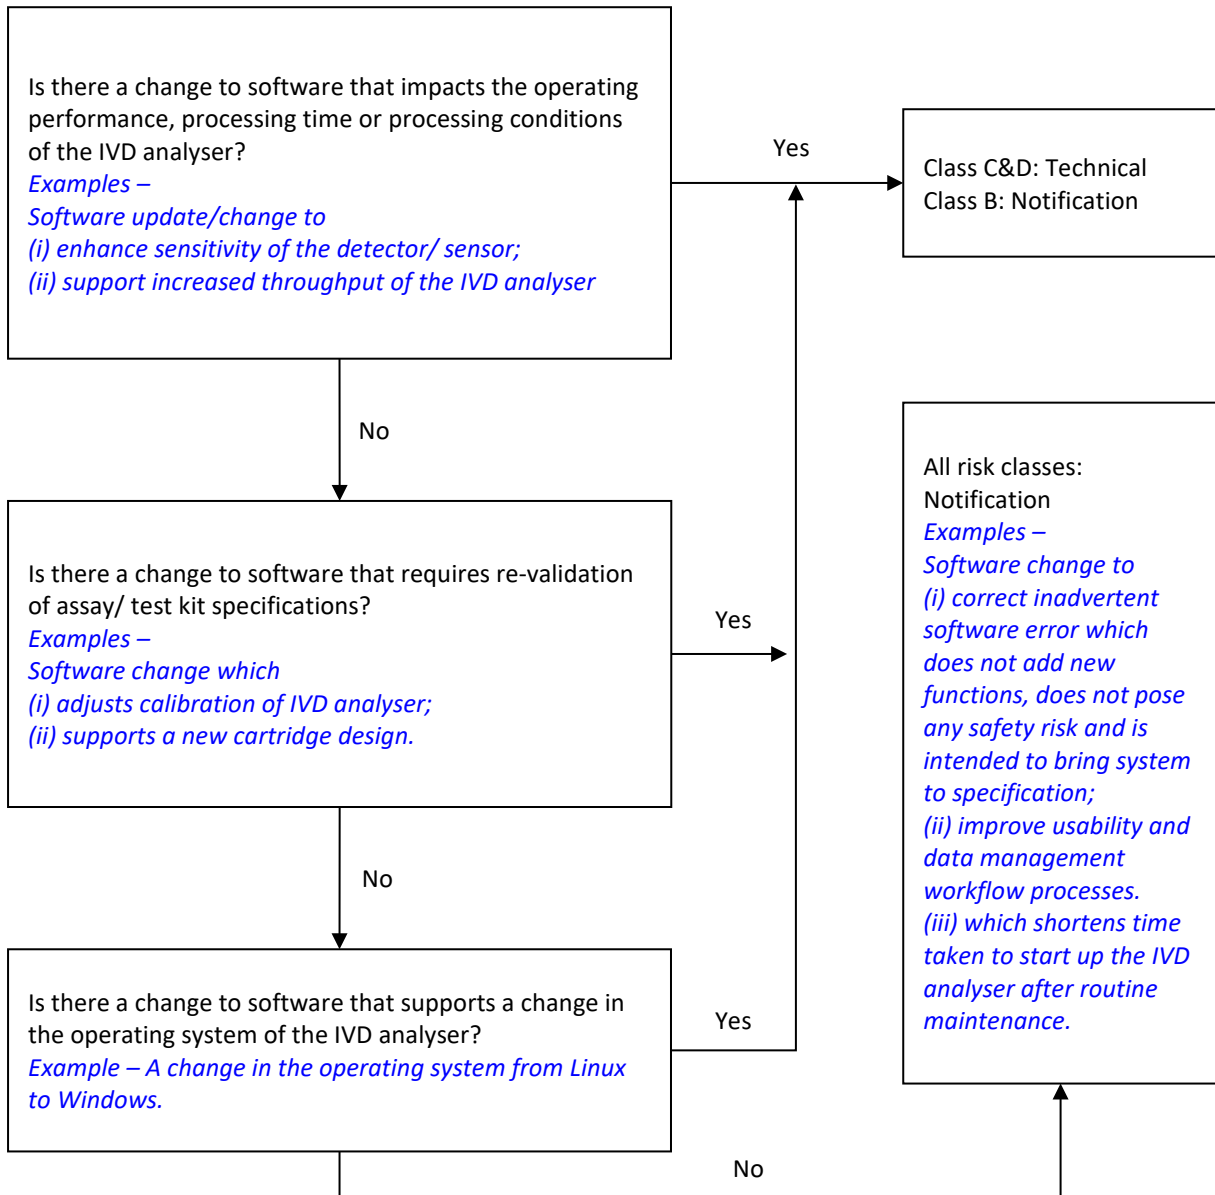 Is there a change to software that impacts the operating
performance, processing time or processing conditions
of the IVD analyser?
Examples –
Software update/change to
(i) enhance sensitivity of the detector/ sensor;
(ii) support increased throughput of the IVD analyser
Yes
Class C&D: Technical
Class B: Notification
No
Is there a change to software that requires re-validation
of assay/ test kit specifications?
Examples –
Software change which
(i) adjusts calibration of IVD analyser;
(ii) supports a new cartridge design.
Yes
No
Is there a change to software that supports a change in
the operating system of the IVD analyser?
Example – A change in the operating system from Linux
to Windows.
Yes
No
All risk classes:
Notification
Examples –
Software change to
(i) correct inadvertent
software error which
does not add new
functions, does not pose
any safety risk and is
intended to bring system
to specification;
(ii) improve usability and
data management
workflow processes.
(iii) which shortens time
taken to start up the IVD
analyser after routine
maintenance.